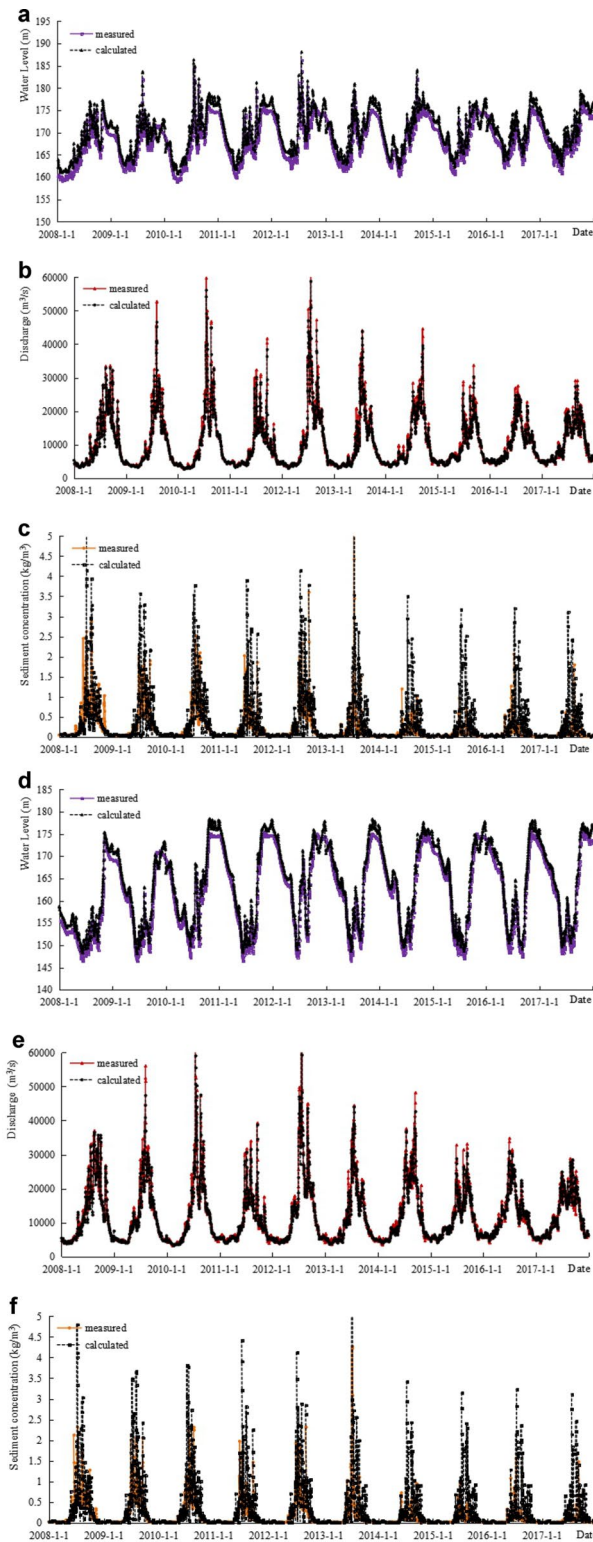 a
Water Level (m)
195
190
185
180
175
170
165
160
155
150
measured
calculated
2008-1-1 2009-1-1 2010-1-1 2011-1-1 2012-1-1 2013-1-1 2014-1-1 2015-1-1 2016-1-1 2017-1-1 Date
b
Discharge (m³/s)
60000
50000
40000
30000
20000
10000
0
measured
calculated
2008-1-1 2009-1-1 2010-1-1 2011-1-1 2012-1-1 2013-1-1 2014-1-1 2015-1-1 2016-1-1 2017-1-1 Date
c
Sediment concentration (kg/m³)
5
4.5
4
3.5
3
2.5
2
1.5
1
0.5
0
measured
calculated
2008-1-1 2009-1-1 2010-1-1 2011-1-1 2012-1-1 2013-1-1 2014-1-1 2015-1-1 2016-1-1 2017-1-1 Date
d
Water Level (m)
185
180
175
170
165
160
155
150
145
140
measured
calculated
2008-1-1 2009-1-1 2010-1-1 2011-1-1 2012-1-1 2013-1-1 2014-1-1 2015-1-1 2016-1-1 2017-1-1 Date
e
Discharge (m³/s)
60000
50000
40000
30000
20000
10000
0
measured
calculated
2008-1-1 2009-1-1 2010-1-1 2011-1-1 2012-1-1 2013-1-1 2014-1-1 2015-1-1 2016-1-1 2017-1-1 Date
f
Sediment concentration (kg/m³)
5
4.5
4
3.5
3
2.5
2
1.5
1
0.5
0
measured
calculated
2008-1-1 2009-1-1 2010-1-1 2011-1-1 2012-1-1 2013-1-1 2014-1-1 2015-1-1 2016-1-1 2017-1-1 Date